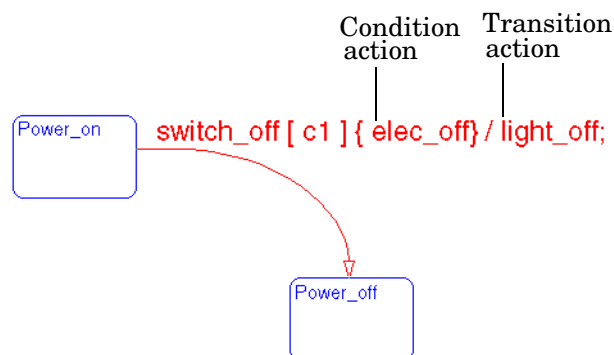 Condition action
Transition action
Power_on
switch_off [ c1 ] { elec_off} / light_off;
Power_off